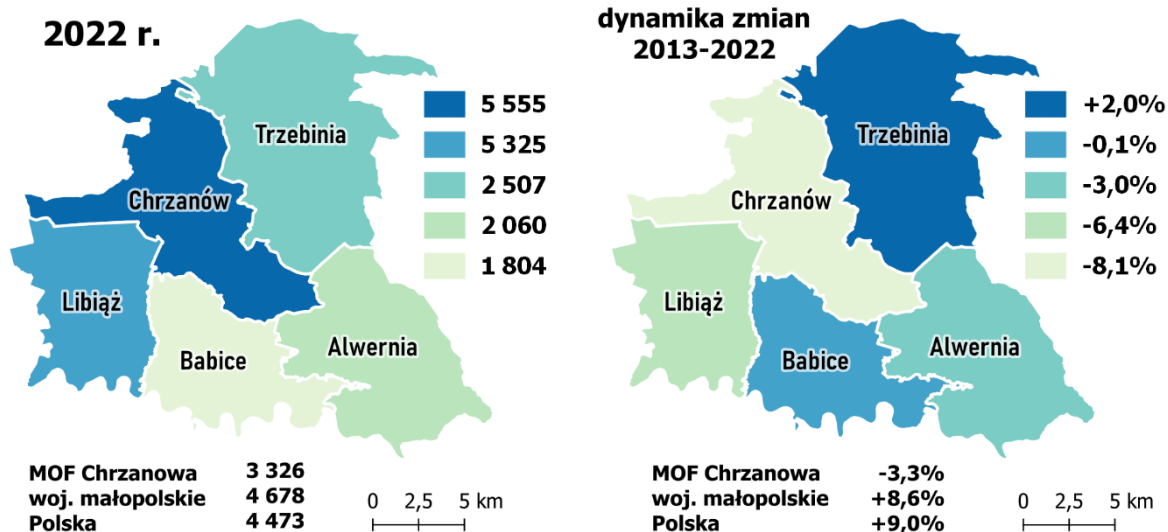 2022 r.
5 555
5 325
2 507
2 060
1 804
Trzebinia
Chrzanów
Libiąż
Babice
Alwernia
MOF Chrzanowa 3 326
woj. małopolskie 4 678
Polska 4 473
0 2,5 5 km
dynamika zmian
2013-2022
+2,0%
-0,1%
-3,0%
-6,4%
-8,1%
Trzebinia
Chrzanów
Libiąż
Babice
Alwernia
MOF Chrzanowa -3,3%
woj. małopolskie +8,6%
Polska +9,0%
0 2,5 5 km